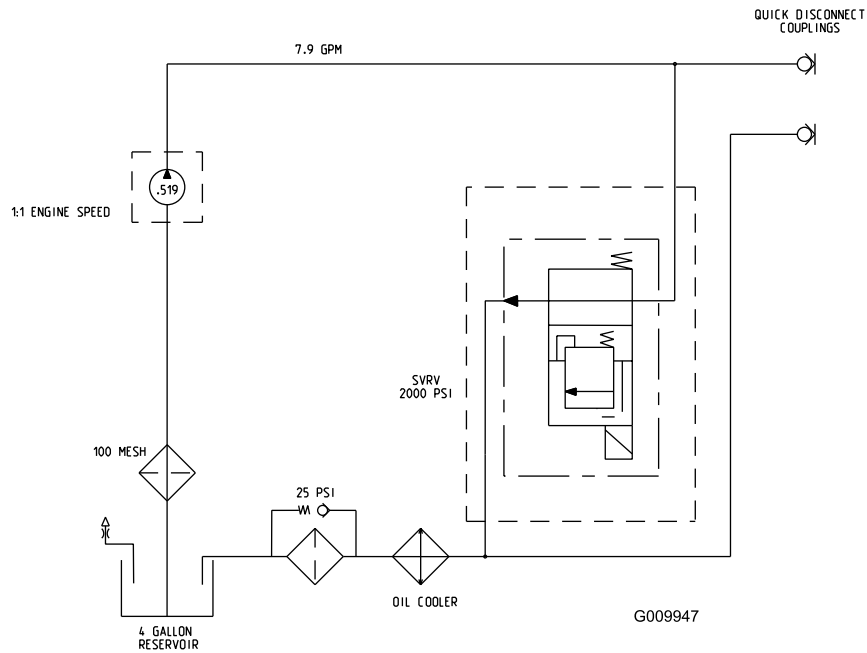 QUICK DISCONNECT
COUPLINGS
7.9 GPM
.519
1:1 ENGINE SPEED
SVRV
2000 PSI
100 MESH
25 PSI
OIL COOLER
4 GALLON
RESERVOIR
G009947